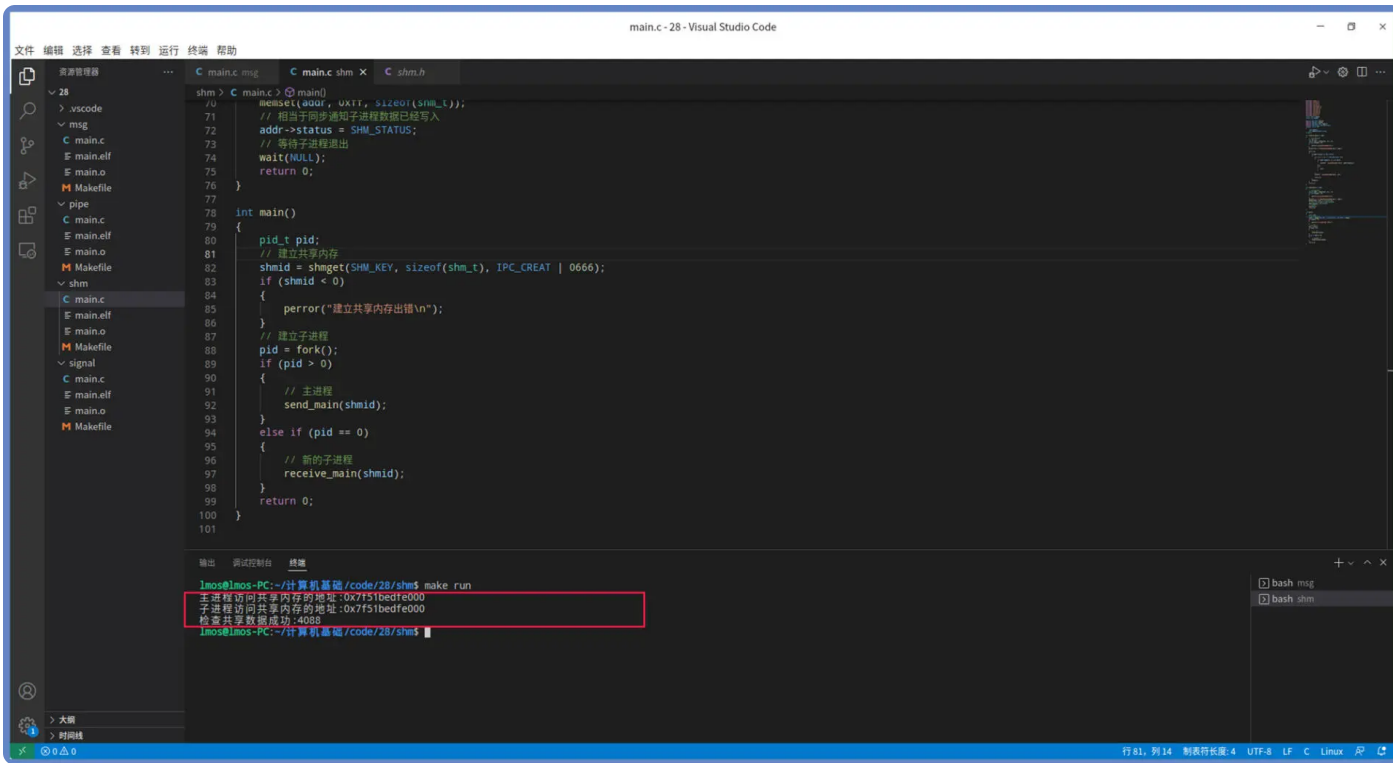 main.c - 28 - Visual Studio Code
文件 编辑 选择 查看 转到 运行 终端 帮助
资源管理器
28
.vscode
msg
C main.c
main.elf
main.o
M Makefile
pipe
C main.c
main.elf
main.o
M Makefile
shm
C main.c
main.elf
main.o
M Makefile
signal
C main.c
main.elf
main.o
M Makefile
大纲
时间线
C main.c msg
C main.c shm
C shm.h
shm > C main.c > main()
70 memset(addr, 0xff, sizeof(shm_t));
71 // 相当于同步通知子进程数据已经写入
72 addr->status = SHM_STATUS;
73 // 等待子进程退出
74 wait(NULL);
75 return 0;
76 }
77
78 int main()
79 {
80 pid_t pid;
81 // 建立共享内存
82 shmid = shmget(SHM_KEY, sizeof(shm_t), IPC_CREAT | 0666);
83 if (shmid < 0)
84 {
85 perror("建立共享内存出错\n");
86 }
87 // 建立子进程
88 pid = fork();
89 if (pid > 0)
90 {
91 // 主进程
92 send_main(shmid);
93 }
94 else if (pid == 0)
95 {
96 // 新的子进程
97 receive_main(shmid);
98 }
99 return 0;
100 }
101
输出 调试控制台 终端
lmos@lmos-PC:~/计算机基础/code/28/shm$ make run
主进程访问共享内存的地址:0x7f51bedfe000
子进程访问共享内存的地址:0x7f51bedfe000
检查共享数据成功:4088
lmos@lmos-PC:~/计算机基础/code/28/shm$
bash msg
bash shm
1
0 0
行 81，列 14 制表符长度: 4 UTF-8 LF C Linux